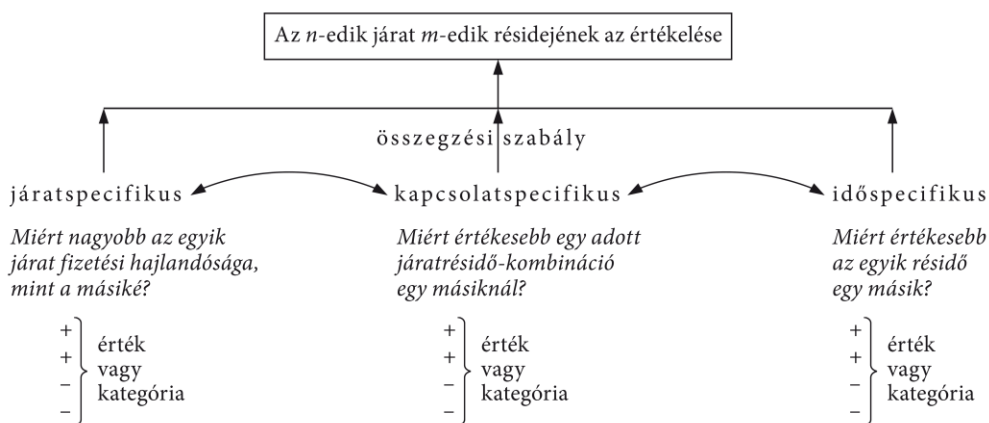 Az n-edik járat m-edik résidejének az értékelése
összegzési szabály
járatspecifikus
kapcsolatspecifikus
időspecifikus
Miért nagyobb az egyik
járat fizetési hajlandósága,
mint a másiké?
Miért értékesebb egy adott
járatrésidő-kombináció
egy másiknál?
Miért értékesebb
az egyik résidő
egy másik?
+
+
–
–
érték
vagy
kategória
+
+
–
–
érték
vagy
kategória
+
+
–
–
érték
vagy
kategória